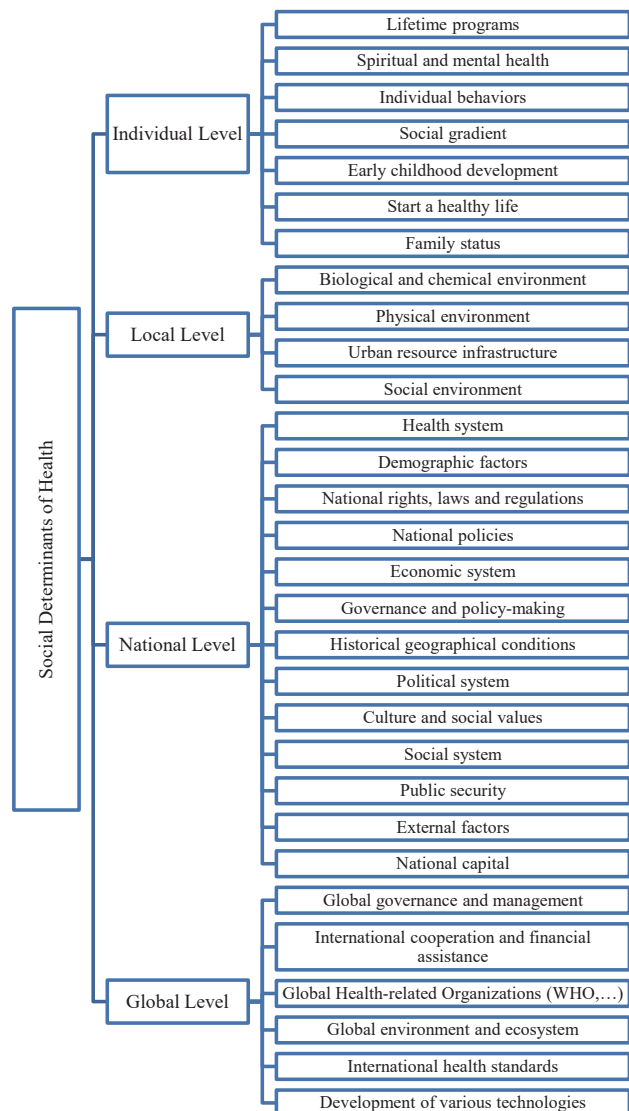 Social Determinants of Health
Individual Level
Lifetime programs
Spiritual and mental health
Individual behaviors
Social gradient
Early childhood development
Start a healthy life
Family status
Local Level
Biological and chemical environment
Physical environment
Urban resource infrastructure
Social environment
National Level
Health system
Demographic factors
National rights, laws and regulations
National policies
Economic system
Governance and policy-making
Historical geographical conditions
Political system
Culture and social values
Social system
Public security
External factors
National capital
Global Level
Global governance and management
International cooperation and financial
assistance
Global Health-related Organizations (WHO,…)
Global environment and ecosystem
International health standards
Development of various technologies